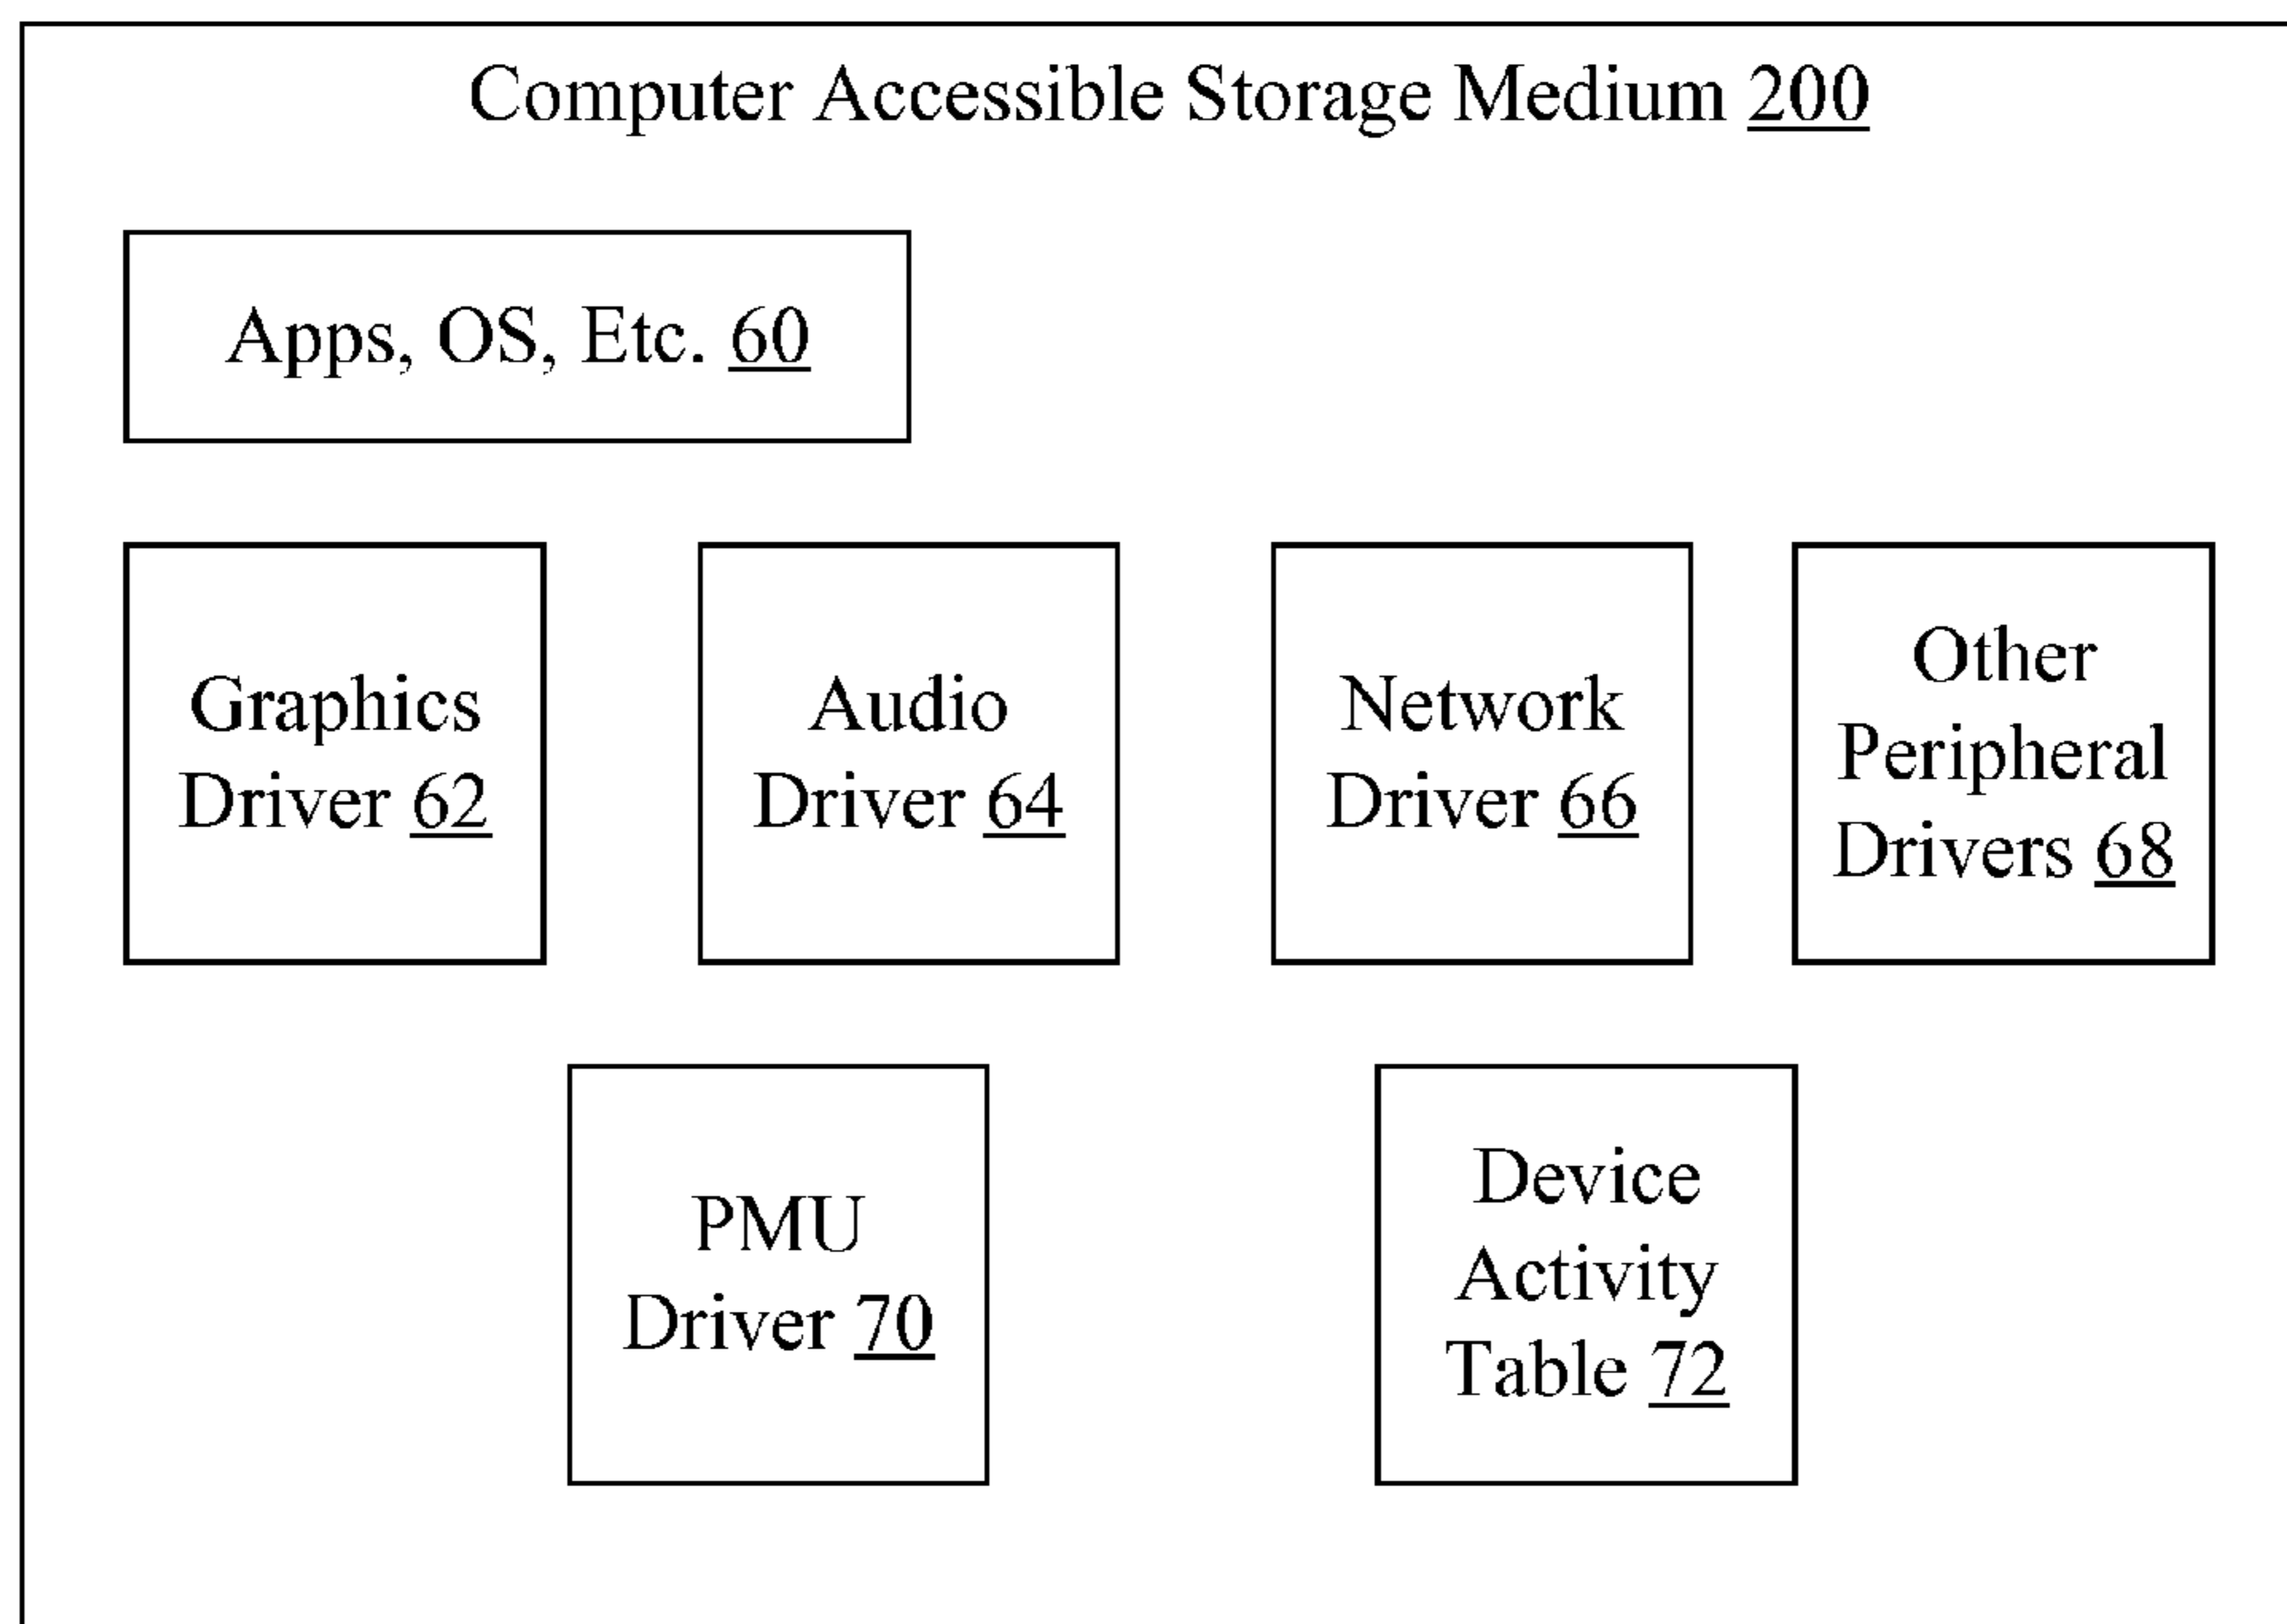 Computer Accessible Storage Medium 200
Apps, OS, Etc. 60
Graphics
Driver 62
Audio
Driver 64
Network
Driver 66
Other
Peripheral
Drivers 68
PMU
Driver 70
Device
Activity
Table 72